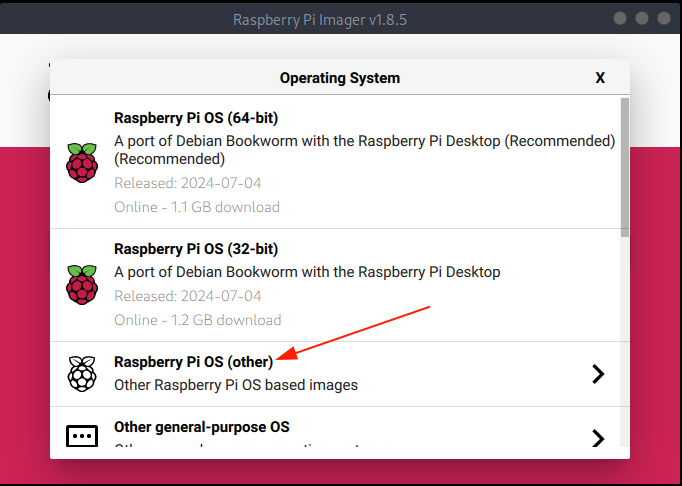 Raspberry Pi Imager v1.8.5
Operating System
X
Raspberry Pi OS (64-bit)
A port of Debian Bookworm with the Raspberry Pi Desktop (Recommended)
(Recommended)
Released: 2024-07-04
Online - 1.1 GB download
Raspberry Pi OS (32-bit)
A port of Debian Bookworm with the Raspberry Pi Desktop
Released: 2024-07-04
Online - 1.2 GB download
Raspberry Pi OS (other)
Other Raspberry Pi OS based images
Other general-purpose OS